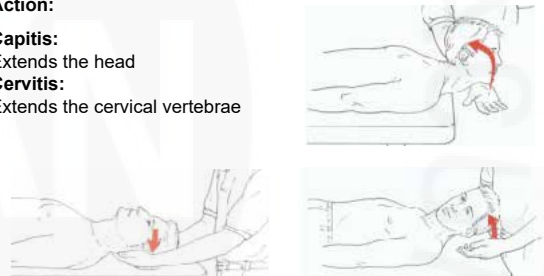 Action:
Capitis:
Extends the head
Cervitis:
Extends the cervical vertebrae